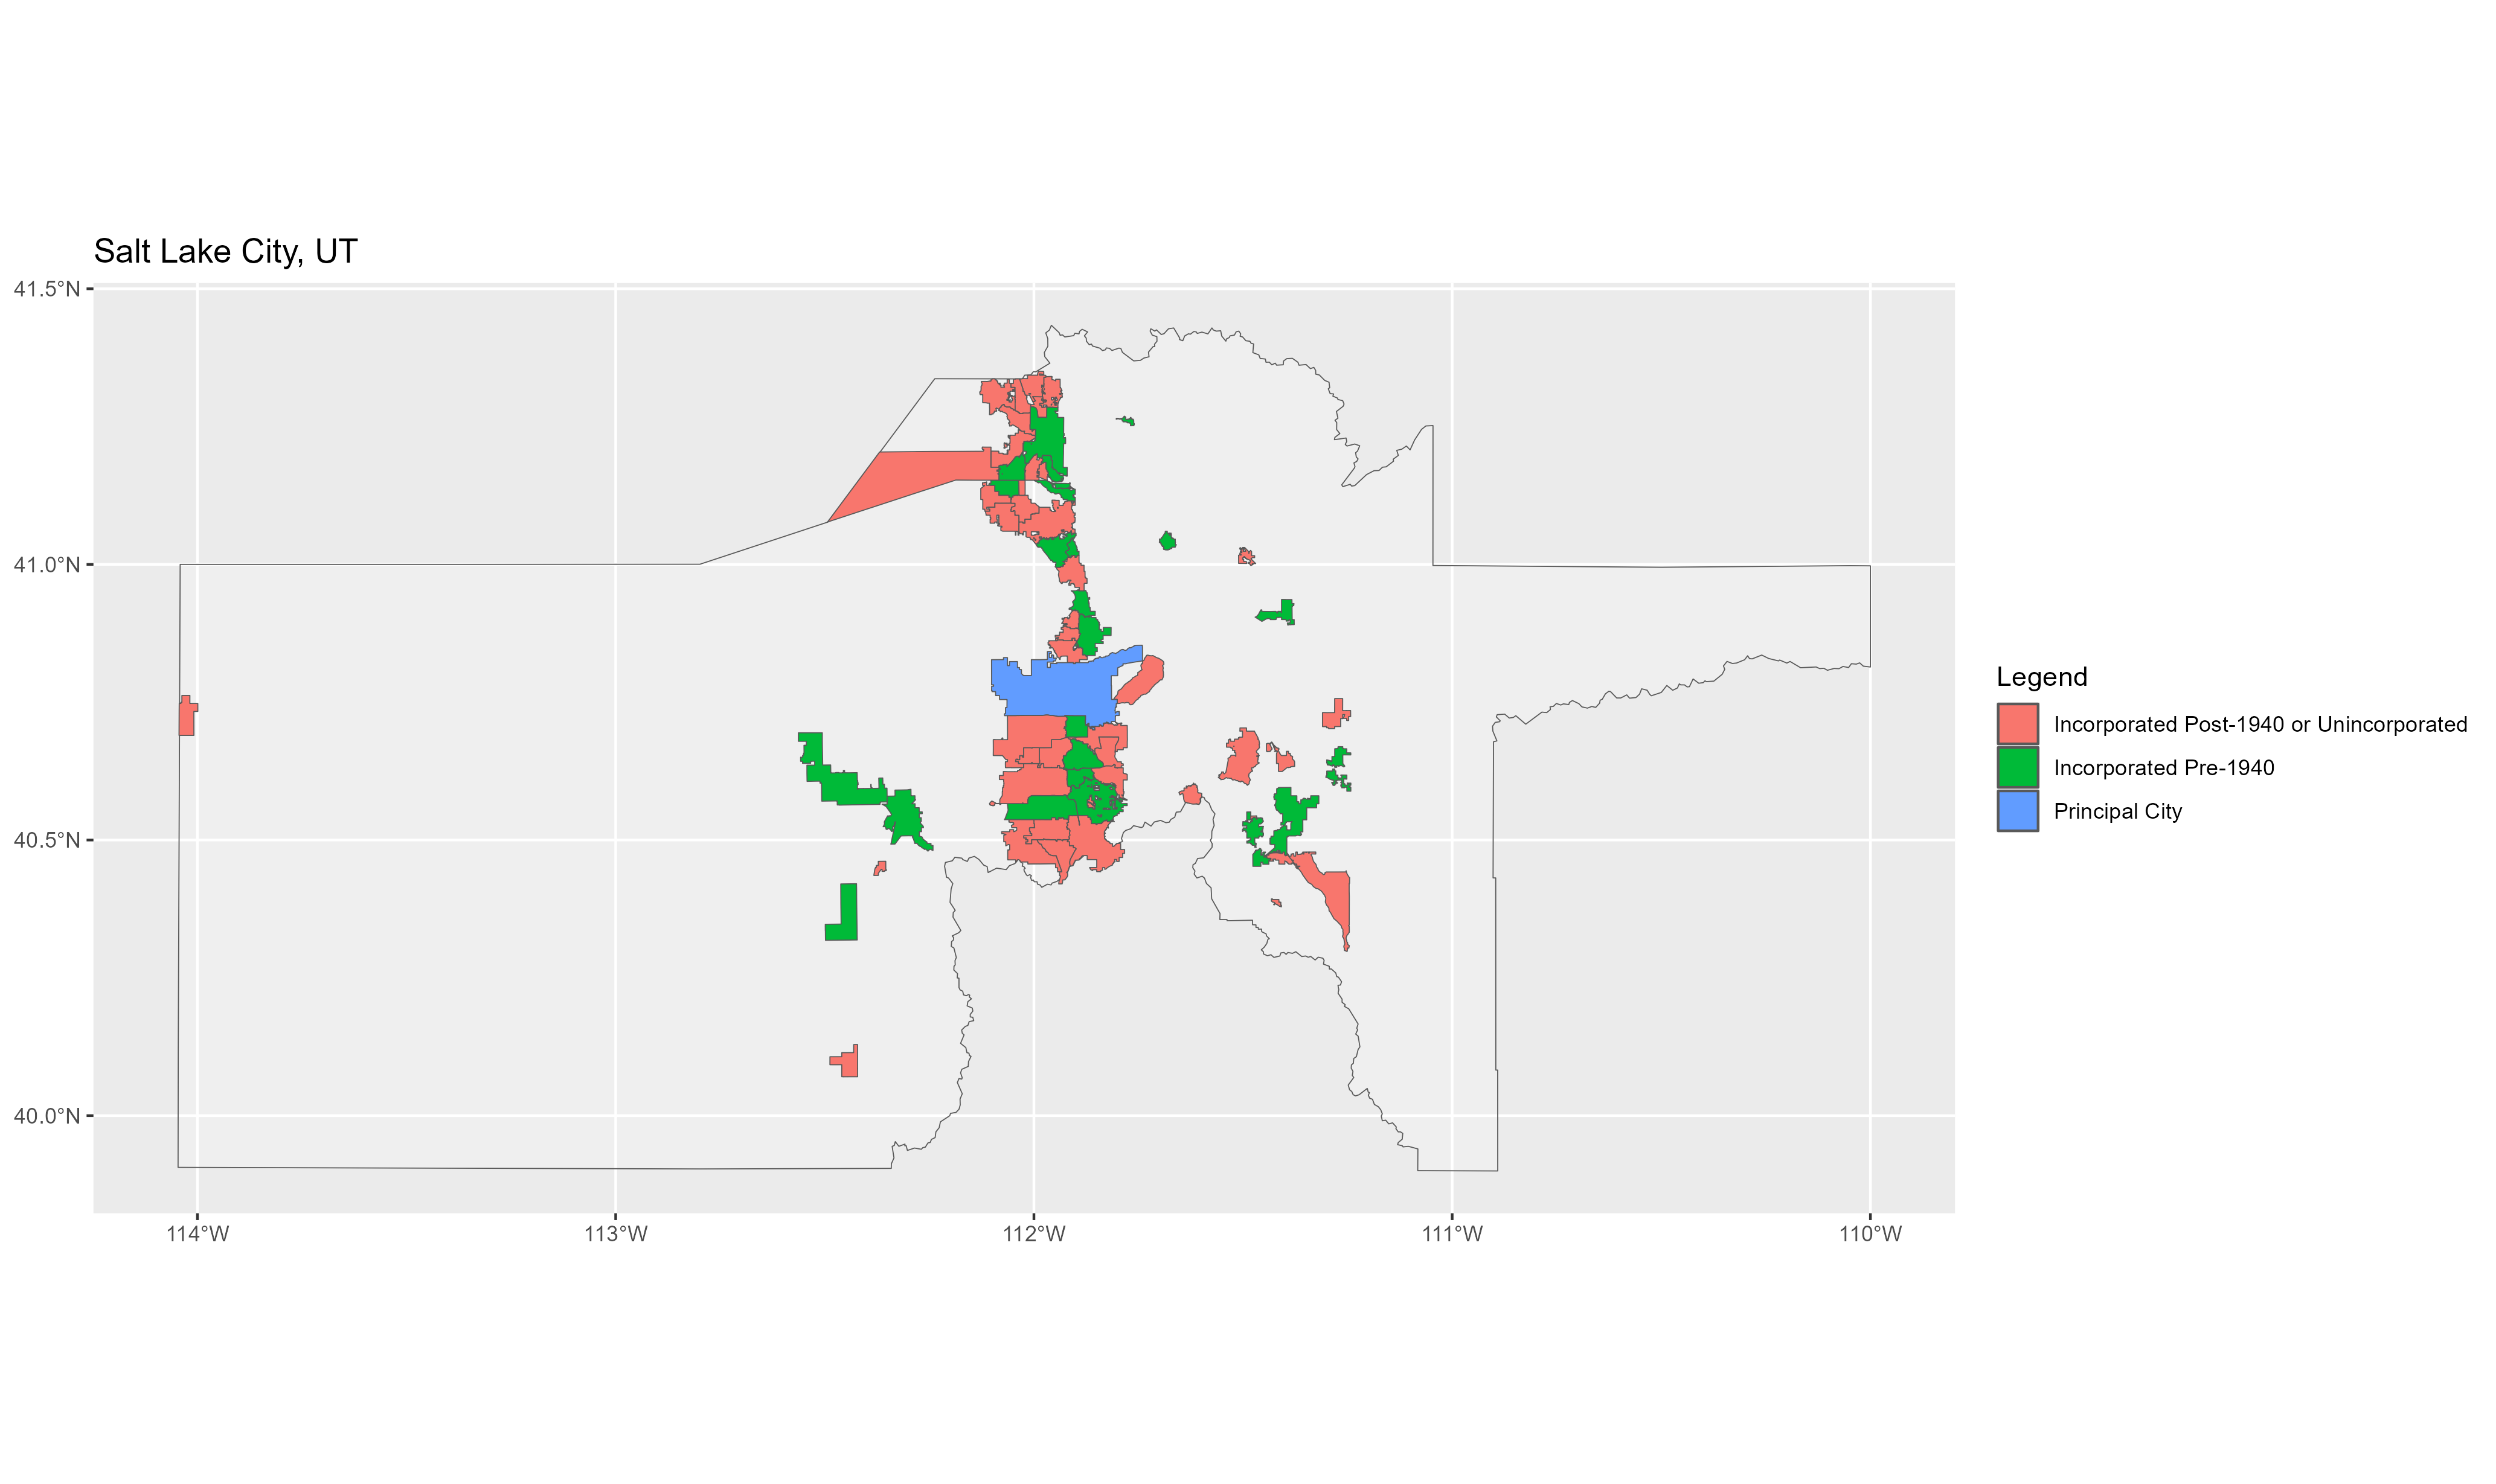 Salt Lake City, UT
41.5°N
41.0°N
40.5°N
40.0°N
114°W
113°W
112°W
111°W
110°W
Legend
Incorporated Post-1940 or Unincorporated
Incorporated Pre-1940
Principal City